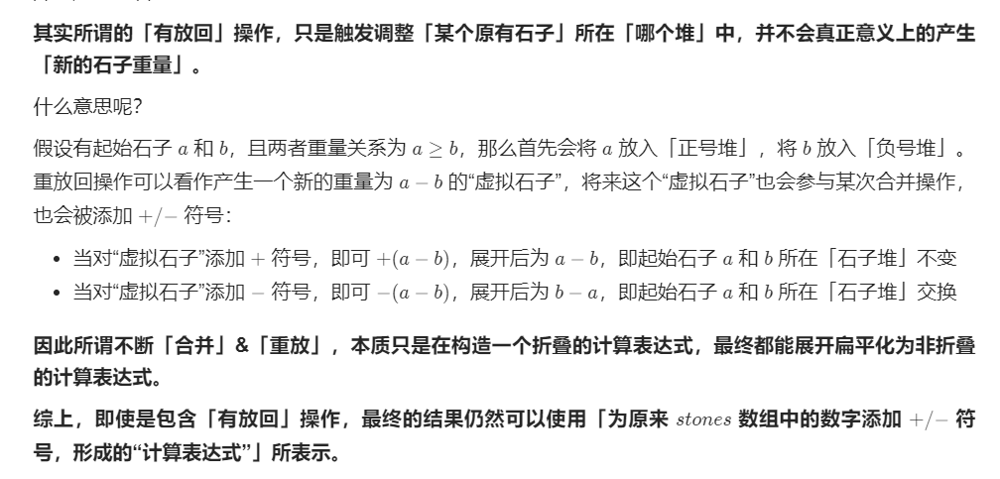 其实所谓的「有放回」操作，只是触发调整「某个原有石子」所在「哪个堆」中，并不会真正意义上的产生
「新的石子重量」。
什么意思呢？
假设有起始石子 a 和 b，且两者重量关系为 a ≥ b，那么首先会将 a 放入「正号堆」，将 b 放入「负号堆」。
重放回操作可以看作产生一个新的重量为 a − b 的“虚拟石子”，将来这个“虚拟石子”也会参与某次合并操作，
也会被添加 +/− 符号：
• 当对“虚拟石子”添加 + 符号，即可 +(a − b)，展开后为 a − b，即起始石子 a 和 b 所在「石子堆」不变
• 当对“虚拟石子”添加 − 符号，即可 −(a − b)，展开后为 b − a，即起始石子 a 和 b 所在「石子堆」交换
因此所谓不断「合并」&「重放」，本质只是在构造一个折叠的计算表达式，最终都能展开扁平化为非折叠
的计算表达式。
综上，即使是包含「有放回」操作，最终的结果仍然可以使用「为原来 stones 数组中的数字添加 +/− 符
号，形成的“计算表达式”」所表示。